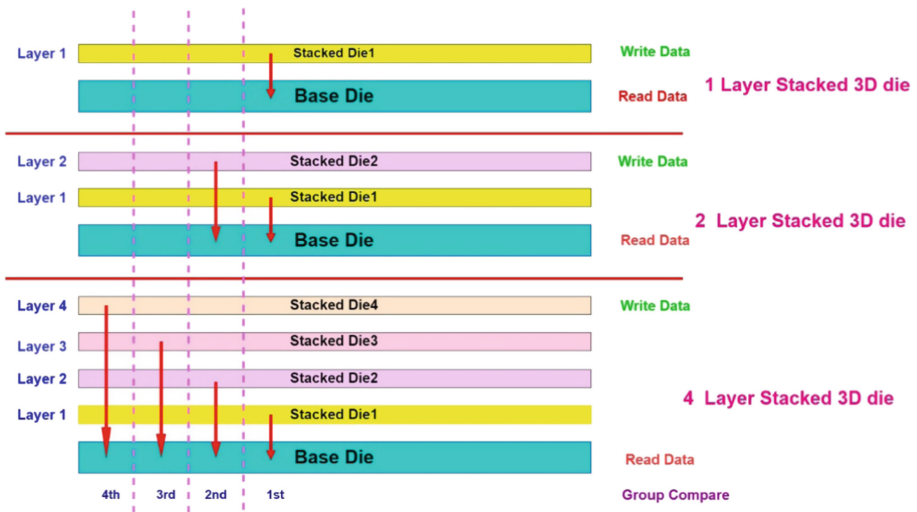 Layer 1 Stacked Die1 Write Data
Base Die Read Data
1 Layer Stacked 3D die
Layer 2 Stacked Die2 Write Data
Layer 1 Stacked Die1
Base Die Read Data
2 Layer Stacked 3D die
Layer 4 Stacked Die4 Write Data
Layer 3 Stacked Die3
Layer 2 Stacked Die2
Layer 1 Stacked Die1
4 Layer Stacked 3D die
Base Die Read Data
4th 3rd 2nd 1st Group Compare